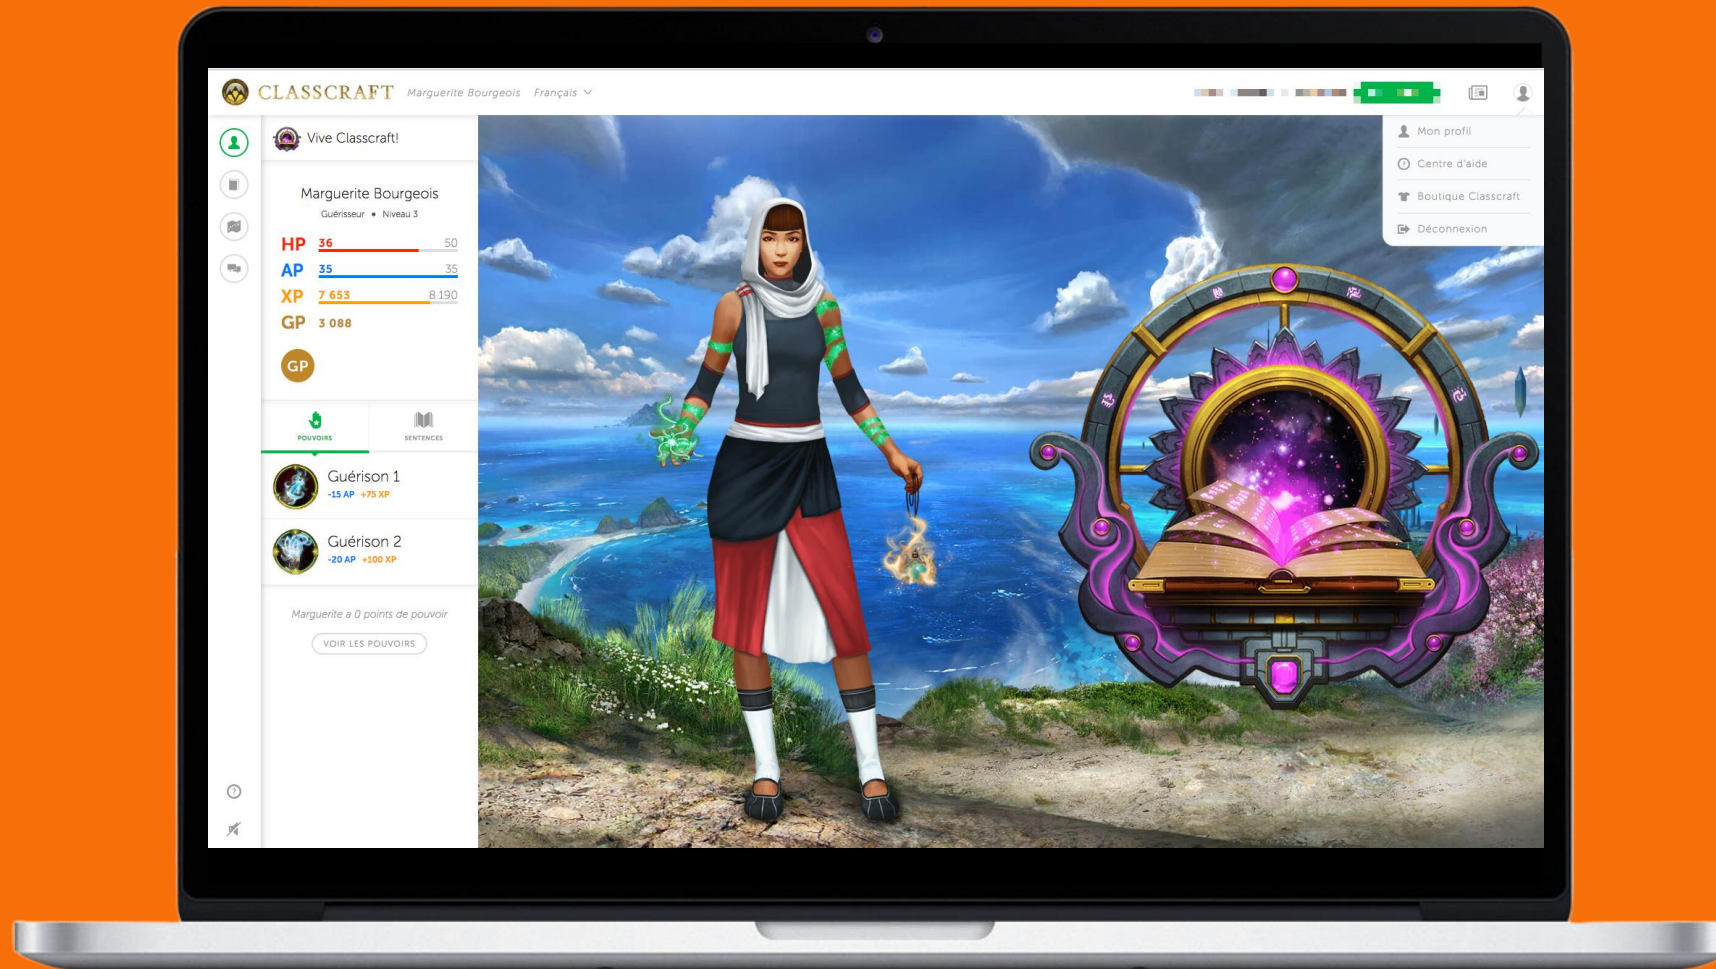 CLASSCRAFT Marguerite Bourgeois Français
Vive Classcraft!
Marguerite Bourgeois
Guérisseur • Niveau 3
HP 36 50
AP 35 35
XP 7 653 8 190
GP 3 088
GP
POUVOIRS SENTENCES
Guérison 1
-15 AP +75 XP
Guérison 2
-20 AP +100 XP
Marguerite a 0 points de pouvoir
VOIR LES POUVOIRS
Mon profil
Centre d'aide
Boutique Classcraft
Déconnexion